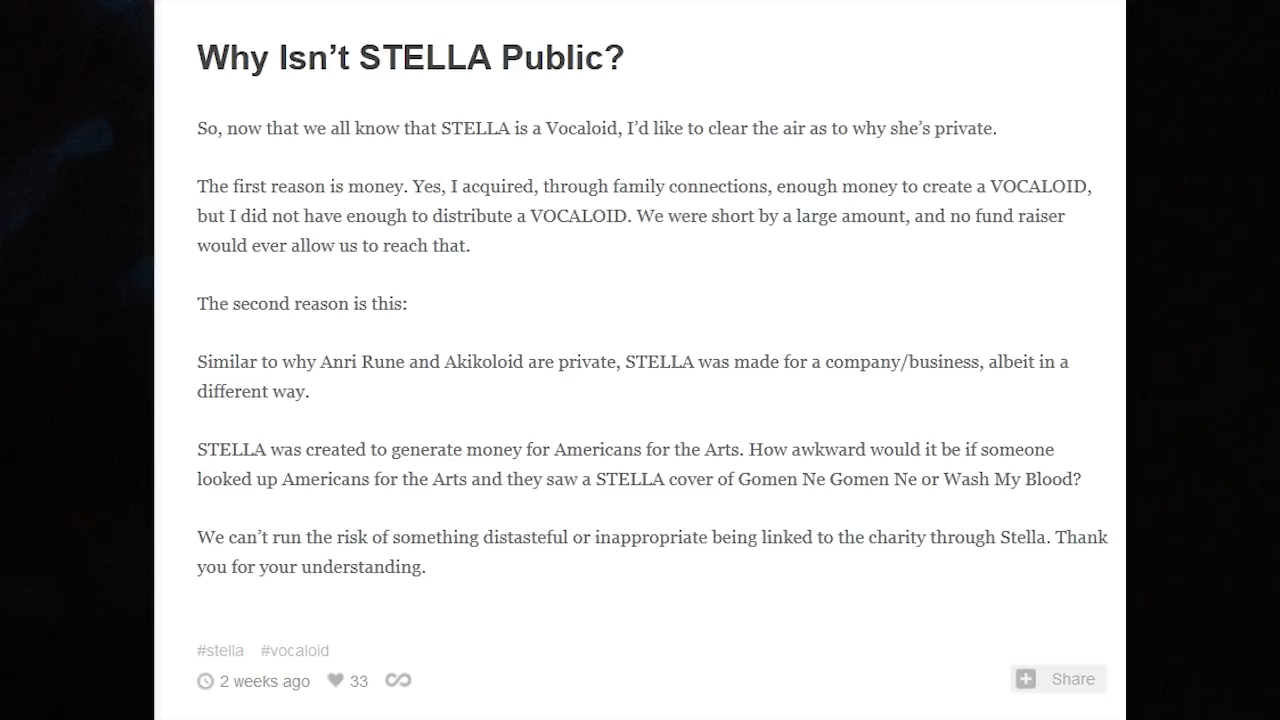 Why Isn’t STELLA Public?
So, now that we all know that STELLA is a Vocaloid, I’d like to clear the air as to why she’s private.
The first reason is money. Yes, I acquired, through family connections, enough money to create a VOCALOID,
but I did not have enough to distribute a VOCALOID. We were short by a large amount, and no fund raiser
would ever allow us to reach that.
The second reason is this:
Similar to why Anri Rune and Akikoloid are private, STELLA was made for a company/business, albeit in a
different way.
STELLA was created to generate money for Americans for the Arts. How awkward would it be if someone
looked up Americans for the Arts and they saw a STELLA cover of Gomen Ne Gomen Ne or Wash My Blood?
We can’t run the risk of something distasteful or inappropriate being linked to the charity through Stella. Thank
you for your understanding.
#stella #vocaloid
2 weeks ago 33
Share